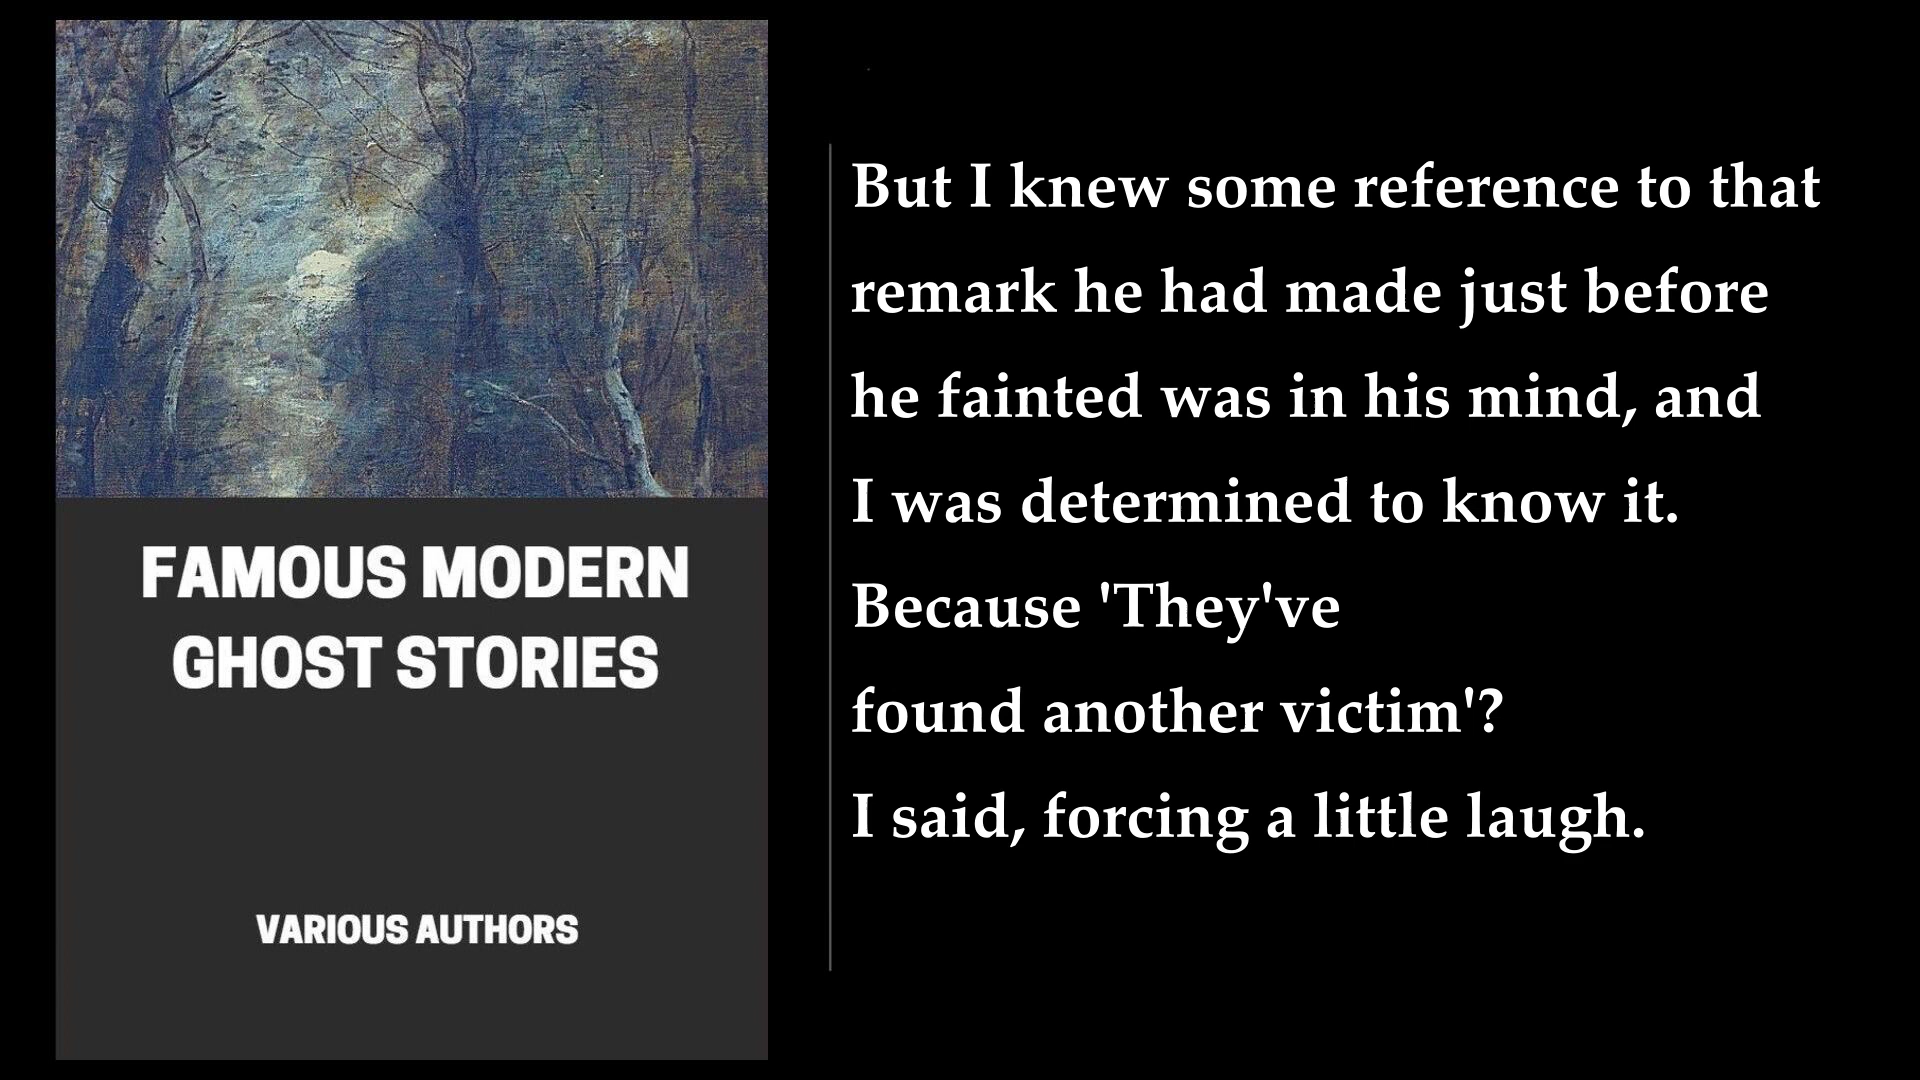 FAMOUS MODERN
GHOST STORIES
VARIOUS AUTHORS
But I knew some reference to that
remark he had made just before
he fainted was in his mind, and
I was determined to know it.
Because 'They've
found another victim'?
I said, forcing a little laugh.